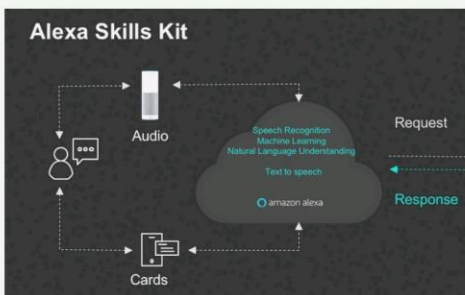 Alexa Skills Kit
Audio
Speech Recognition
Machine Learning
Natural Language Understanding
Text to speech
amazon alexa
Request
Response
Cards